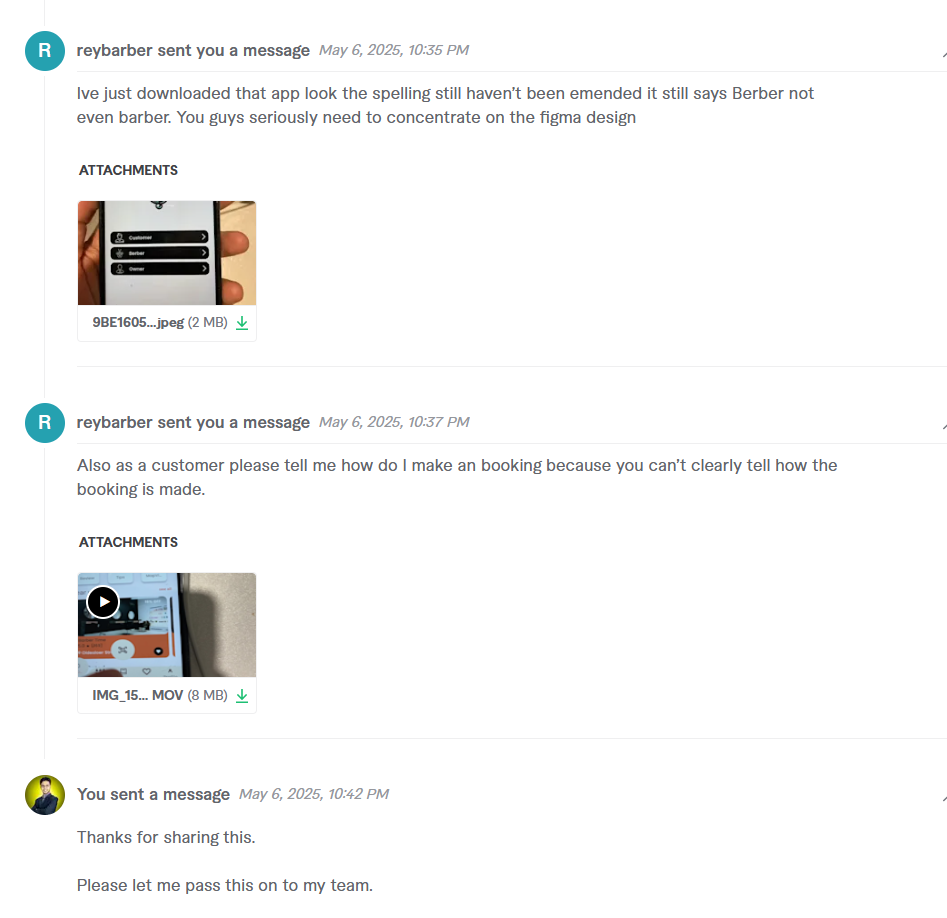 R
reybarber sent you a message May 6, 2025, 10:35 PM
Ive just downloaded that app look the spelling still haven't been emended it still says Berber not
even barber. You guys seriously need to concentrate on the figma design
ATTACHMENTS
Customer
Berber
Owner
9BE1605...jpeg (2 MB)
R
reybarber sent you a message May 6, 2025, 10:37 PM
Also as a customer please tell me how do I make an booking because you can't clearly tell how the
booking is made.
ATTACHMENTS
IMG_15... MOV (8 MB)
You sent a message May 6, 2025, 10:42 PM
Thanks for sharing this.
Please let me pass this on to my team.